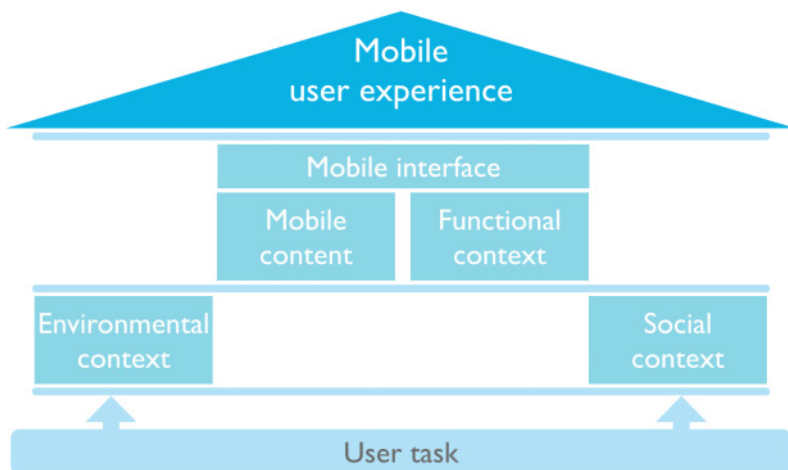 Mobile
user experience
Mobile interface
Mobile
content
Functional
context
Environmental
context
Social
context
User task